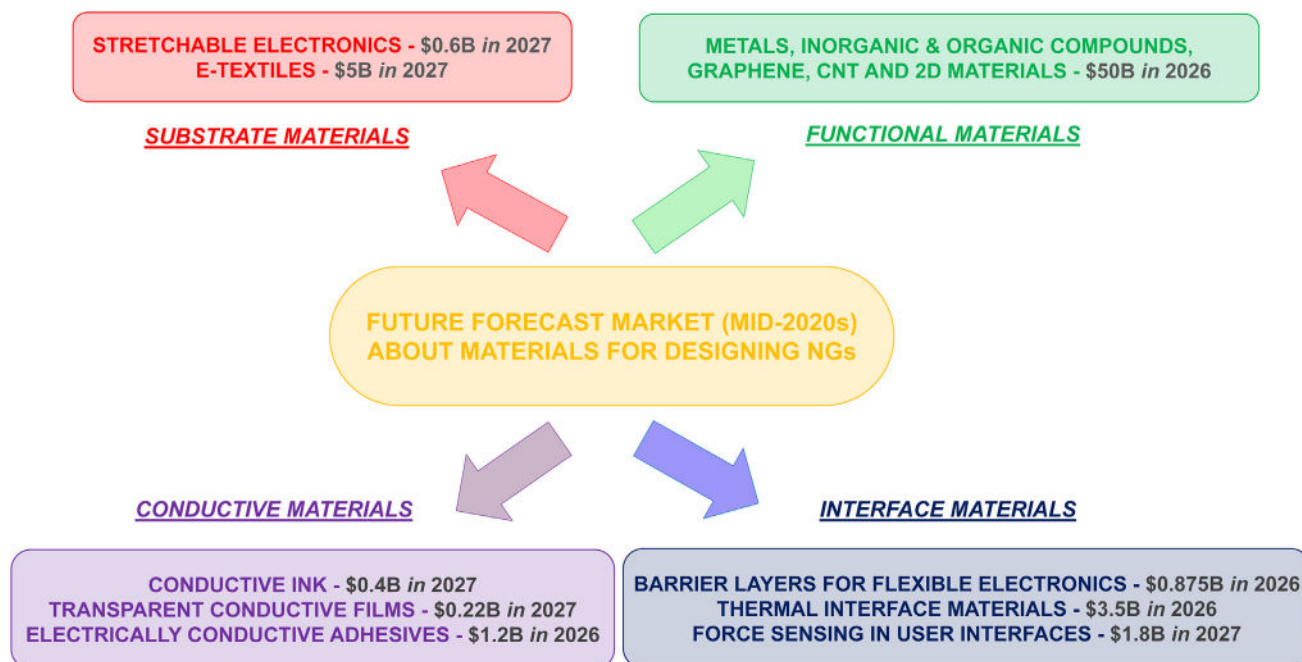 STRETCHABLE ELECTRONICS - $0.6B in 2027
E-TEXTILES - $5B in 2027
SUBSTRATE MATERIALS
METALS, INORGANIC & ORGANIC COMPOUNDS,
GRAPHENE, CNT AND 2D MATERIALS - $50B in 2026
FUNCTIONAL MATERIALS
FUTURE FORECAST MARKET (MID-2020s)
ABOUT MATERIALS FOR DESIGNING NGs
CONDUCTIVE MATERIALS
CONDUCTIVE INK - $0.4B in 2027
TRANSPARENT CONDUCTIVE FILMS - $0.22B in 2027
ELECTRICALLY CONDUCTIVE ADHESIVES - $1.2B in 2026
INTERFACE MATERIALS
BARRIER LAYERS FOR FLEXIBLE ELECTRONICS - $0.875B in 2026
THERMAL INTERFACE MATERIALS - $3.5B in 2026
FORCE SENSING IN USER INTERFACES - $1.8B in 2027